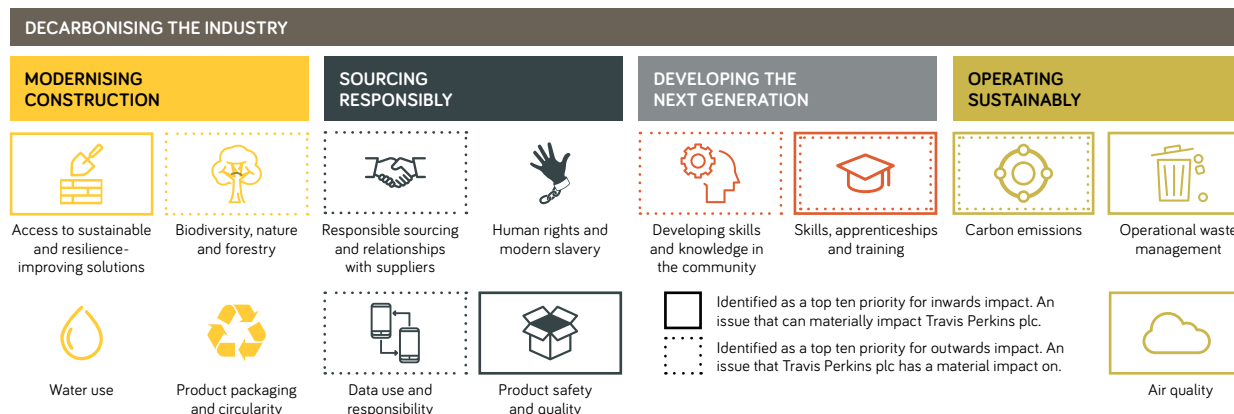 DECARBONISING THE INDUSTRY
MODERNISING
CONSTRUCTION
SOURCING
RESPONSIBLY
DEVELOPING THE
NEXT GENERATION
OPERATING
SUSTAINABLY
Access to sustainable
and resilience-
improving solutions
Biodiversity, nature
and forestry
Responsible sourcing
and relationships
with suppliers
Human rights and
modern slavery
Developing skills
and knowledge in
the community
Skills, apprenticeships
and training
Carbon emissions
Operational waste
management
Water use
Product packaging
and circularity
Data use and
responsibility
Product safety
and quality
Identified as a top ten priority for inwards impact. An
issue that can materially impact Travis Perkins plc.
Identified as a top ten priority for outwards impact. An
issue that Travis Perkins plc has a material impact on.
Air quality